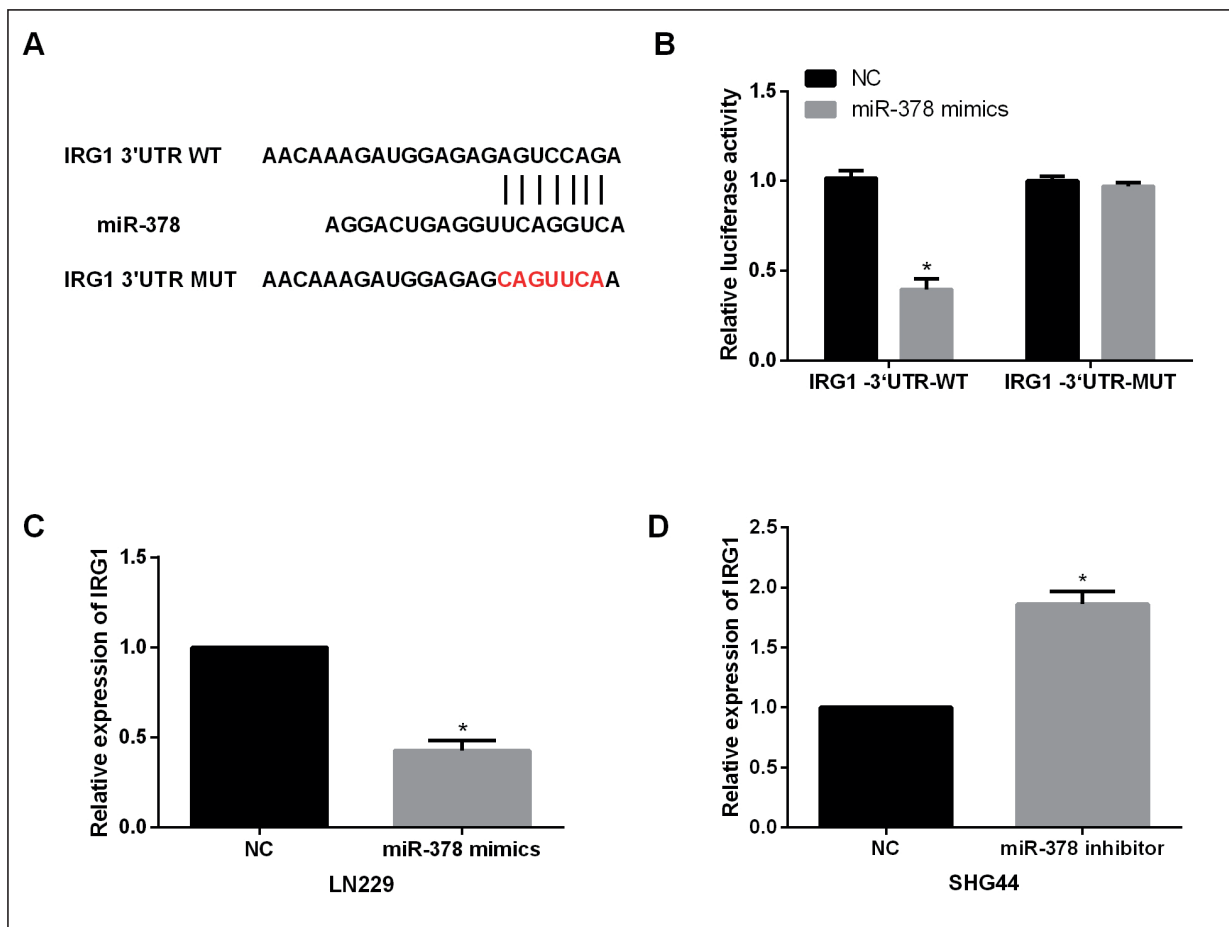 A
IRG1 3'UTR WT AACAAAGAUGGAGAGAGUCCAGA
miR-378 AGGACUGAGGUUCAGGUCA
IRG1 3'UTR MUT AACAAAGAUGGAGAGCAGUUCAA
B
NC
miR-378 mimics
Relative luciferase activity
1.5
1.0
0.5
0.0
*
IRG1 -3'UTR-WT IRG1 -3'UTR-MUT
C
Relative expression of IRG1
1.5
1.0
0.5
0.0
*
NC miR-378 mimics
LN229
D
Relative expression of IRG1
2.5
2.0
1.5
1.0
0.5
0.0
*
NC miR-378 inhibitor
SHG44